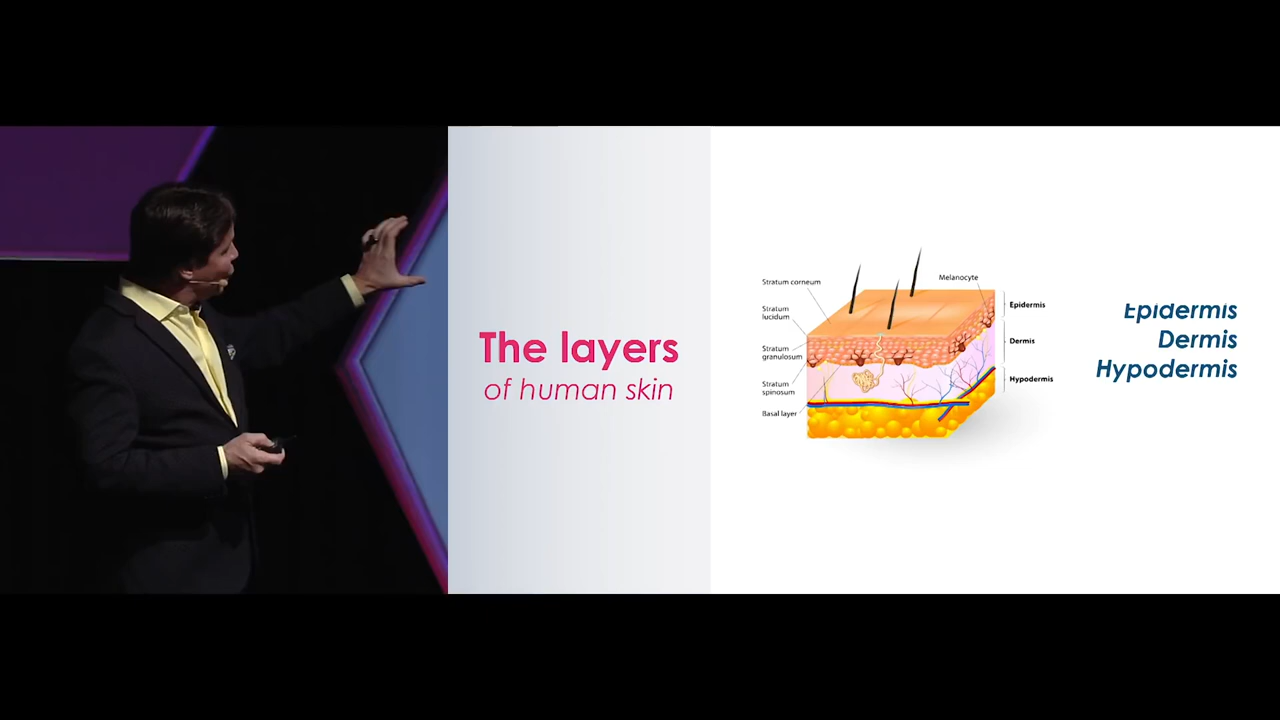 The layers
of human skin
Stratum corneum
Stratum
lucidum
Stratum
granulosum
Stratum
spinosum
Basal layer
Melanocyte
Epidermis
Dermis
Hypodermis
Epidermis
Dermis
Hypodermis